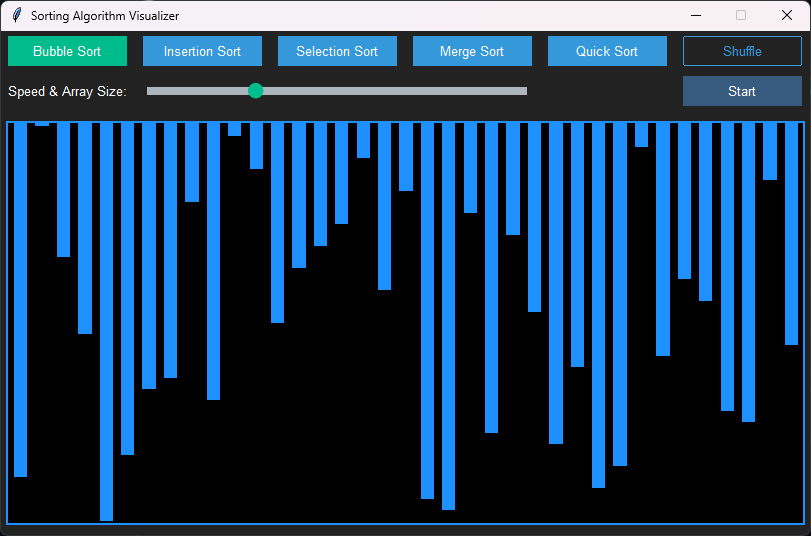 Sorting Algorithm Visualizer
Bubble Sort
Insertion Sort
Selection Sort
Merge Sort
Quick Sort
Shuffle
Speed & Array Size:
Start